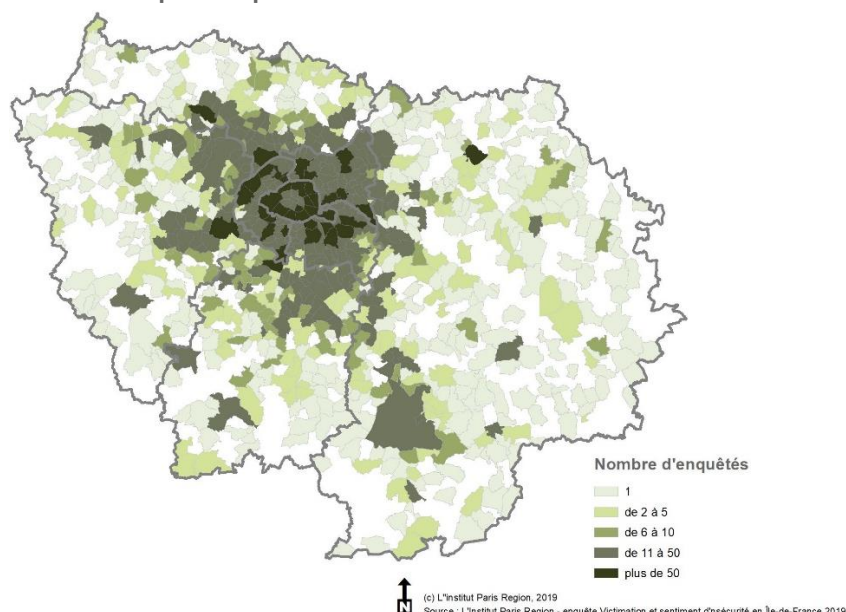 Nombre d'enquêtés
1
de 2 à 5
de 6 à 10
de 11 à 50
plus de 50
N
(c) L"institut Paris Region, 2019
Source : L'Institut Paris Region - enquête Victimation et sentiment d'nsécurité en Île-de-France 2019